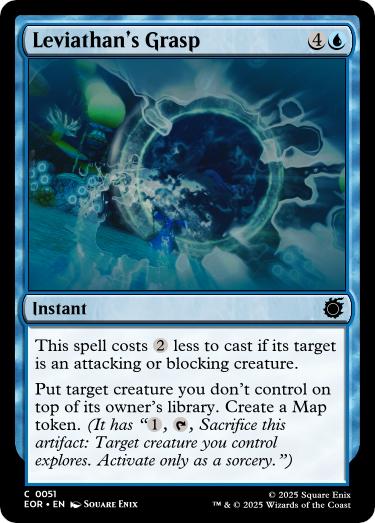 Leviathan's Grasp 4
Instant
This spell costs 2 less to cast if its target
is an attacking or blocking creature.
Put target creature you don't control on
top of its owner's library. Create a Map
token. (It has “1, T, Sacrifice this
artifact: Target creature you control
explores. Activate only as a sorcery.”)
C 0051
EOR • EN SQUARE ENIX
© 2025 Square Enix
™ & © 2025 Wizards of the Coast